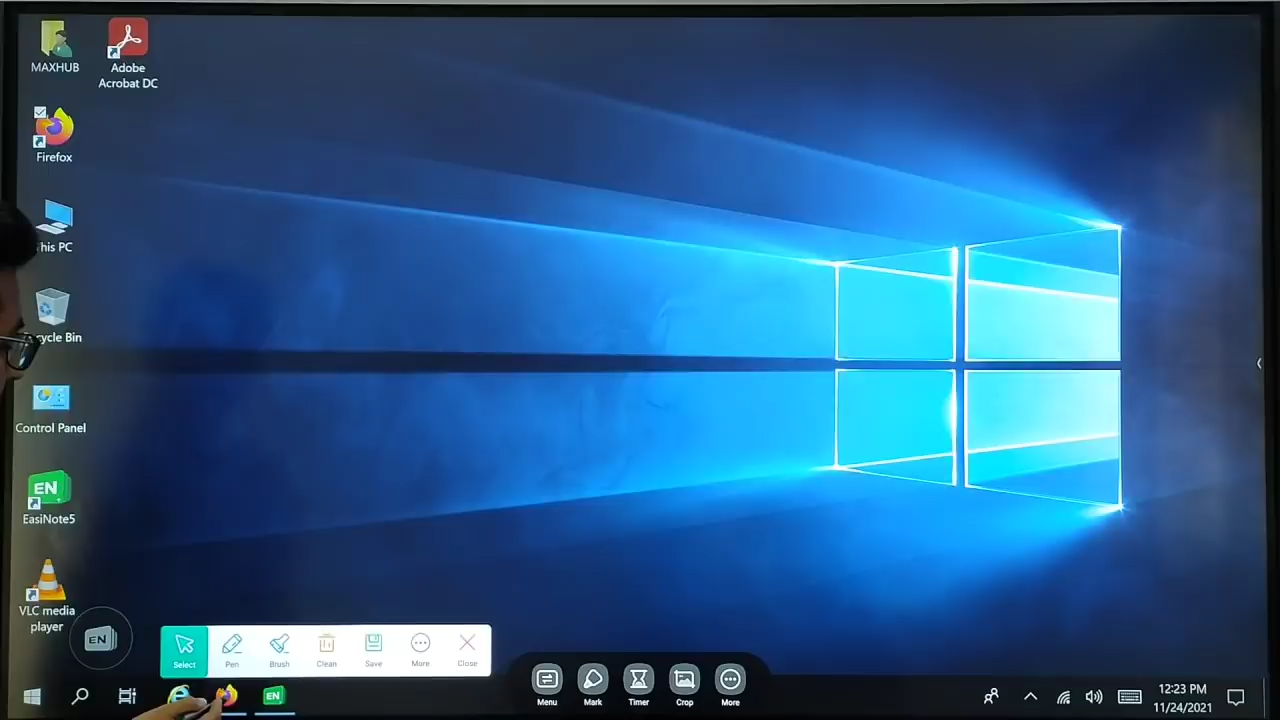 MAXHUB
Adobe
Acrobat DC
Firefox
his PC
cycle Bin
Control Panel
EN
EasiNote5
VLC media
player
EN
Select
Pen
Brush
Clean
Save
More
Close
Menu
Mark
Timer
Crop
More
EN
12:23 PM
11/24/2021